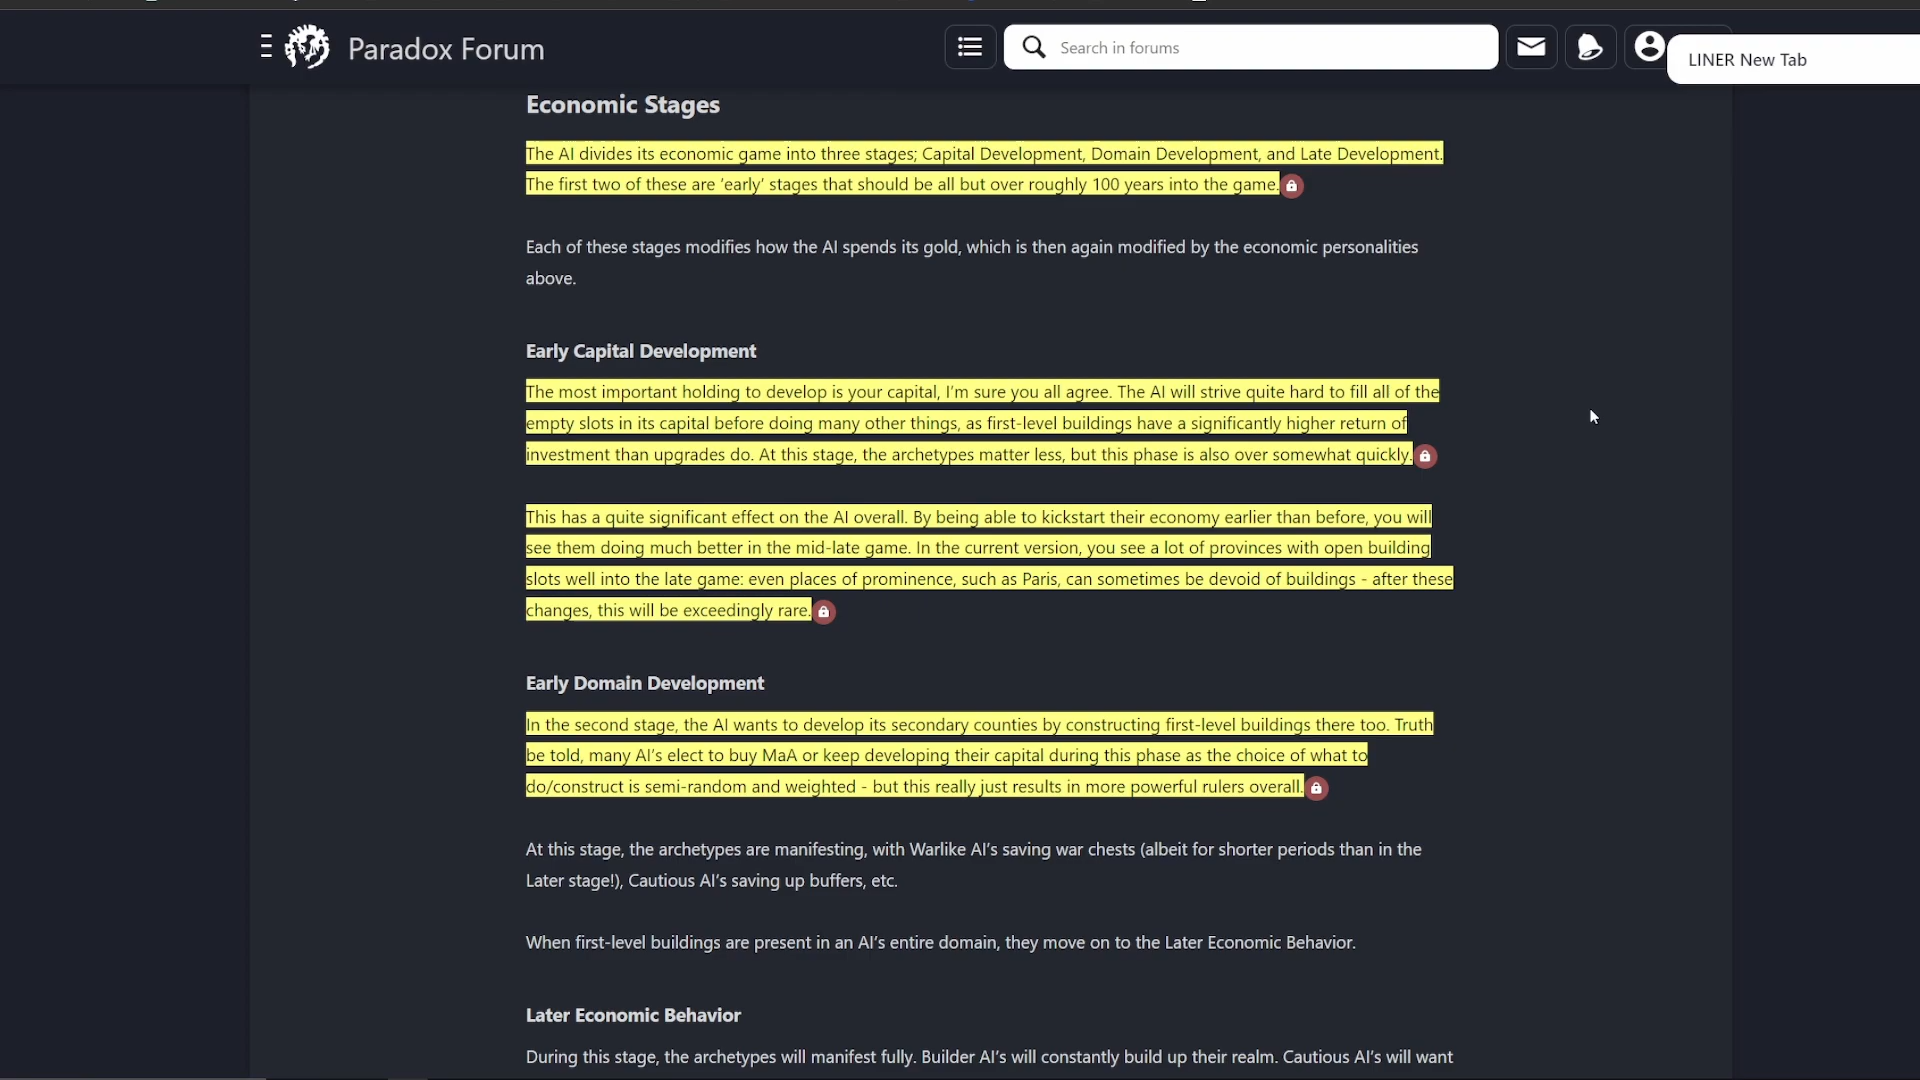 Paradox Forum
Search in forums
LINER New Tab
Economic Stages
The AI divides its economic game into three stages; Capital Development, Domain Development, and Late Development.
The first two of these are ‘early’ stages that should be all but over roughly 100 years into the game.
Each of these stages modifies how the AI spends its gold, which is then again modified by the economic personalities
above.
Early Capital Development
The most important holding to develop is your capital, I’m sure you all agree. The AI will strive quite hard to fill all of the
empty slots in its capital before doing many other things, as first-level buildings have a significantly higher return of
investment than upgrades do. At this stage, the archetypes matter less, but this phase is also over somewhat quickly.
This has a quite significant effect on the AI overall. By being able to kickstart their economy earlier than before, you will
see them doing much better in the mid-late game. In the current version, you see a lot of provinces with open building
slots well into the late game: even places of prominence, such as Paris, can sometimes be devoid of buildings - after these
changes, this will be exceedingly rare.
Early Domain Development
In the second stage, the AI wants to develop its secondary counties by constructing first-level buildings there too. Truth
be told, many AI’s elect to buy MaA or keep developing their capital during this phase as the choice of what to
do/construct is semi-random and weighted - but this really just results in more powerful rulers overall.
At this stage, the archetypes are manifesting, with Warlike AI’s saving war chests (albeit for shorter periods than in the
Later stage!), Cautious AI’s saving up buffers, etc.
When first-level buildings are present in an AI’s entire domain, they move on to the Later Economic Behavior.
Later Economic Behavior
During this stage, the archetypes will manifest fully. Builder AI’s will constantly build up their realm. Cautious AI’s will want